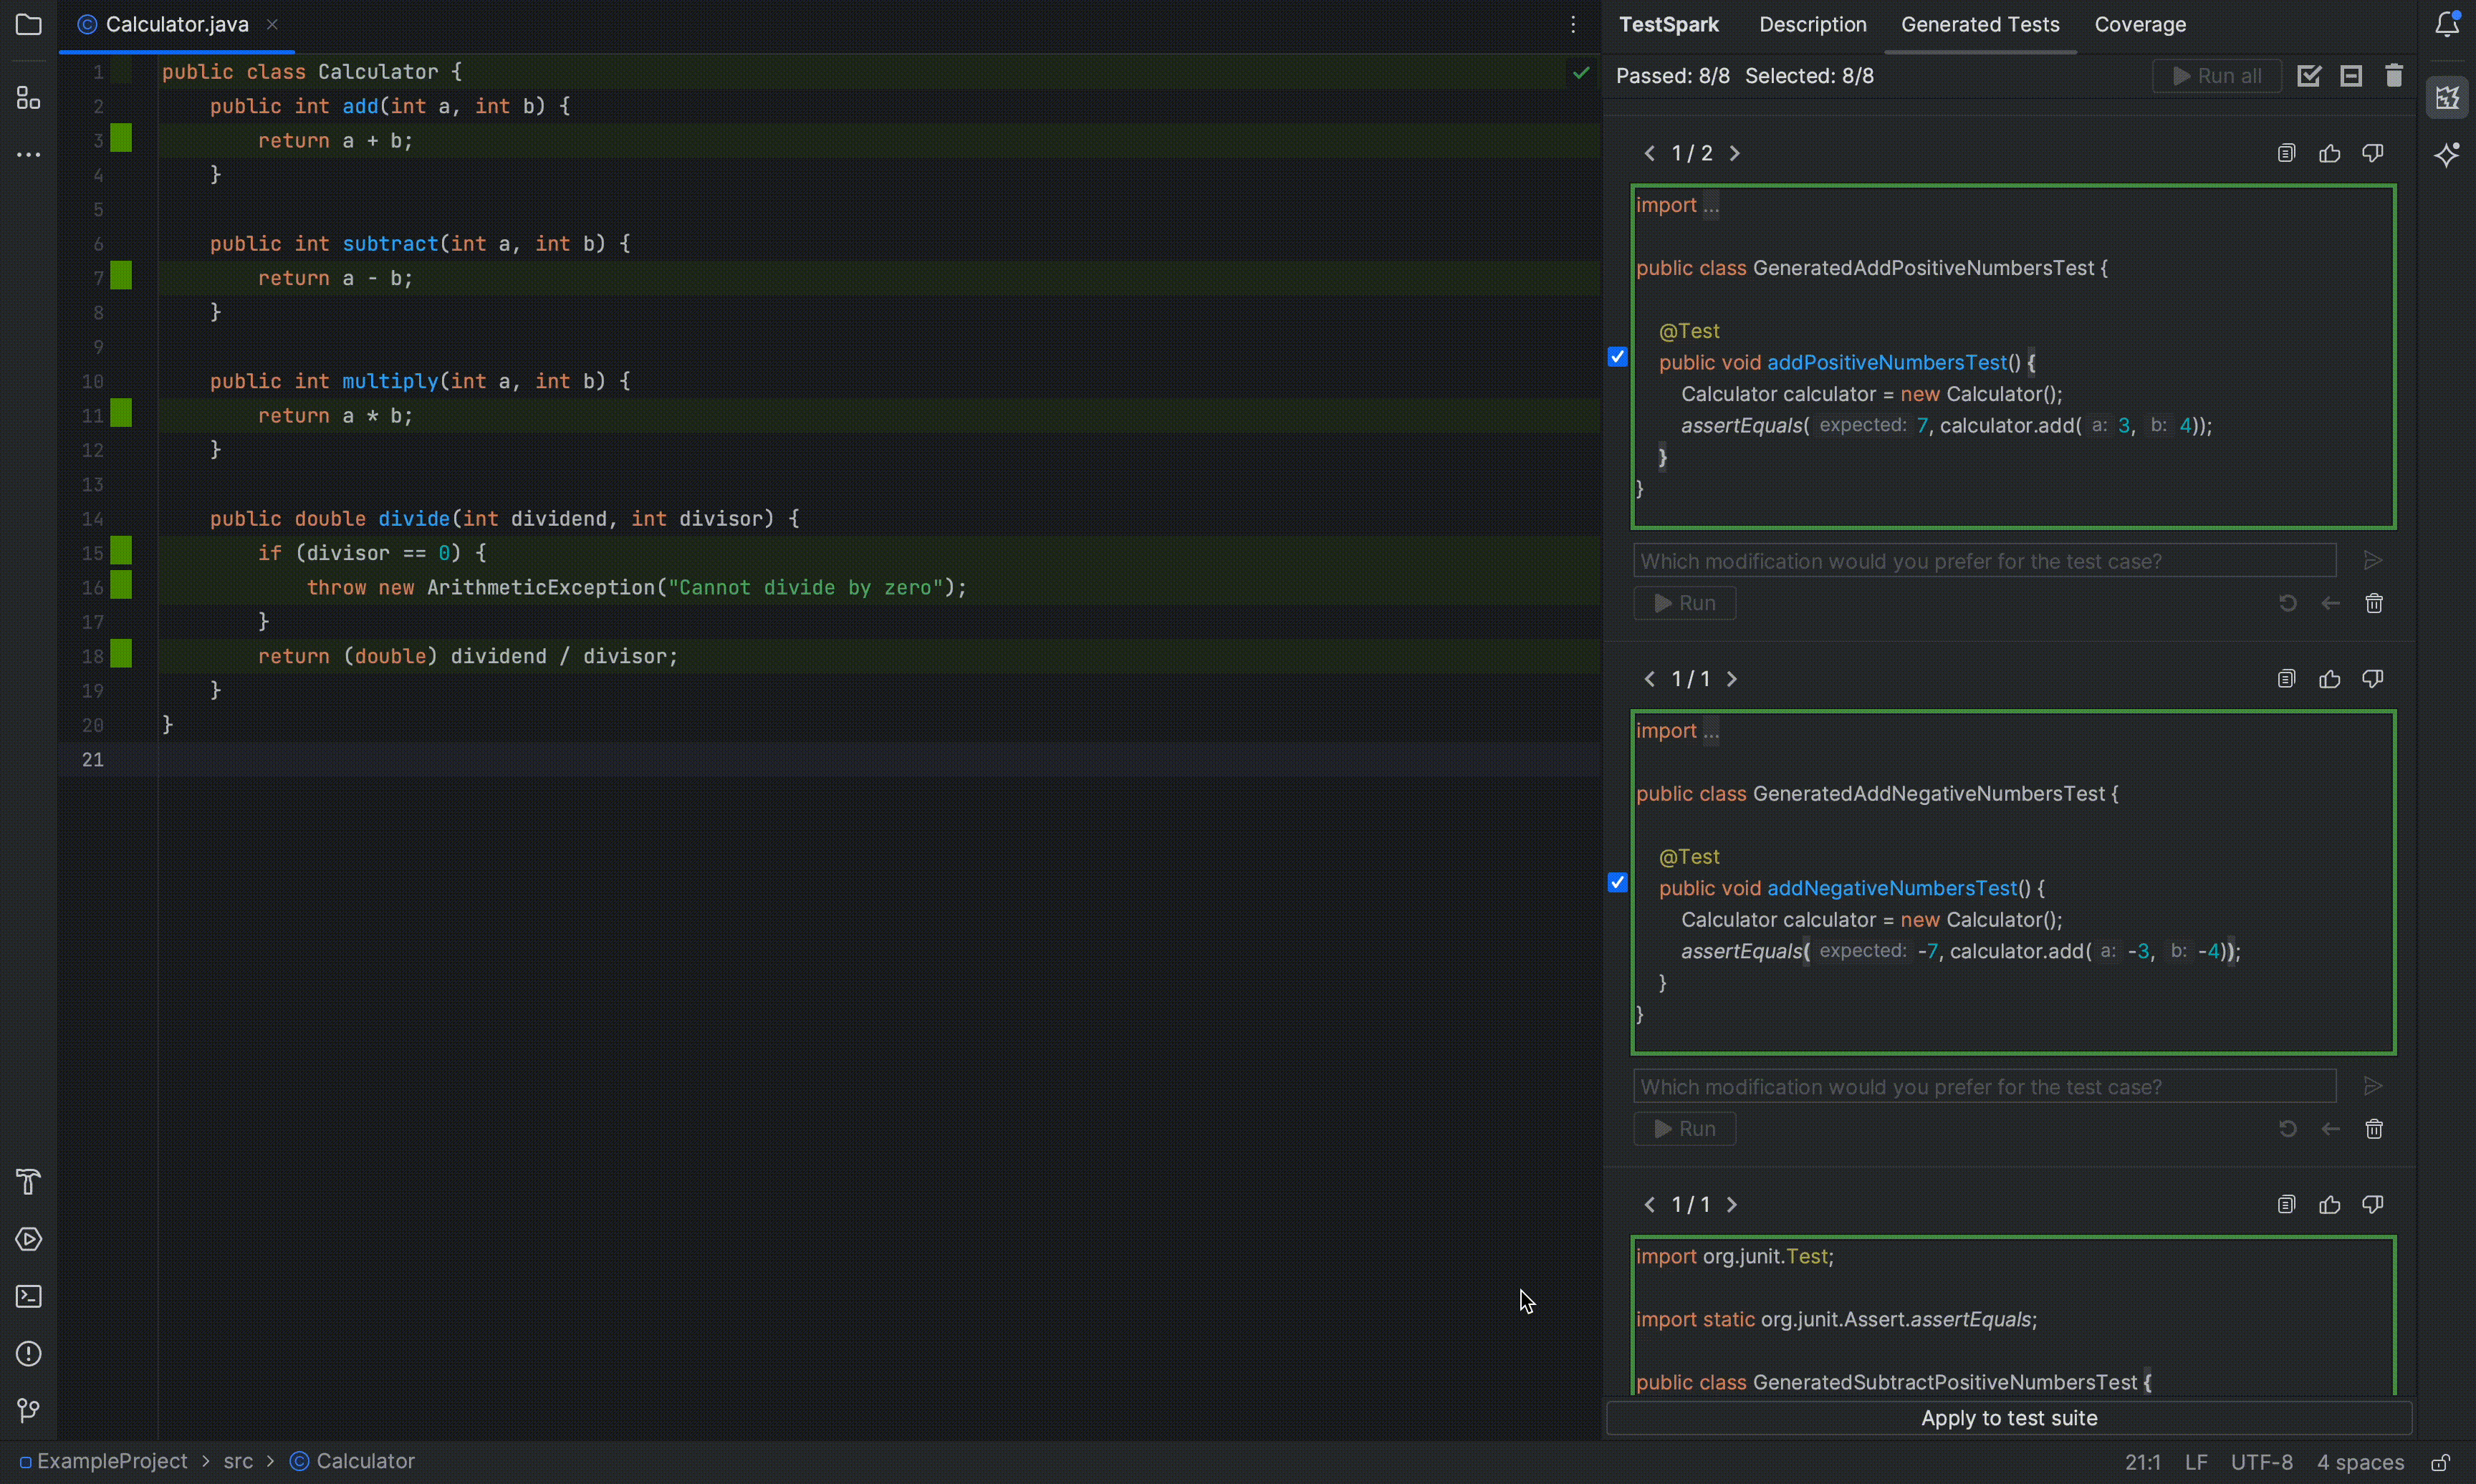 Calculator.java
1 public class Calculator {
2 public int add(int a, int b) {
3 return a + b;
4 }
5
6 public int subtract(int a, int b) {
7 return a - b;
8 }
9
10 public int multiply(int a, int b) {
11 return a * b;
12 }
13
14 public double divide(int dividend, int divisor) {
15 if (divisor == 0) {
16 throw new ArithmeticException("Cannot divide by zero");
17 }
18 return (double) dividend / divisor;
19 }
20 }
21
TestSpark Description Generated Tests Coverage
Passed: 8/8 Selected: 8/8 Run all
1 / 2
import ...
public class GeneratedAddPositiveNumbersTest {
@Test
public void addPositiveNumbersTest() {
Calculator calculator = new Calculator();
assertEquals( expected: 7, calculator.add( a: 3, b: 4));
}
}
Which modification would you prefer for the test case?
Run
1 / 1
import ...
public class GeneratedAddNegativeNumbersTest {
@Test
public void addNegativeNumbersTest() {
Calculator calculator = new Calculator();
assertEquals( expected: -7, calculator.add( a: -3, b: -4));
}
}
Which modification would you prefer for the test case?
Run
1 / 1
import org.junit.Test;
import static org.junit.Assert.assertEquals;
public class GeneratedSubtractPositiveNumbersTest {
Apply to test suite
ExampleProject > src > Calculator
21:1 LF UTF-8 4 spaces